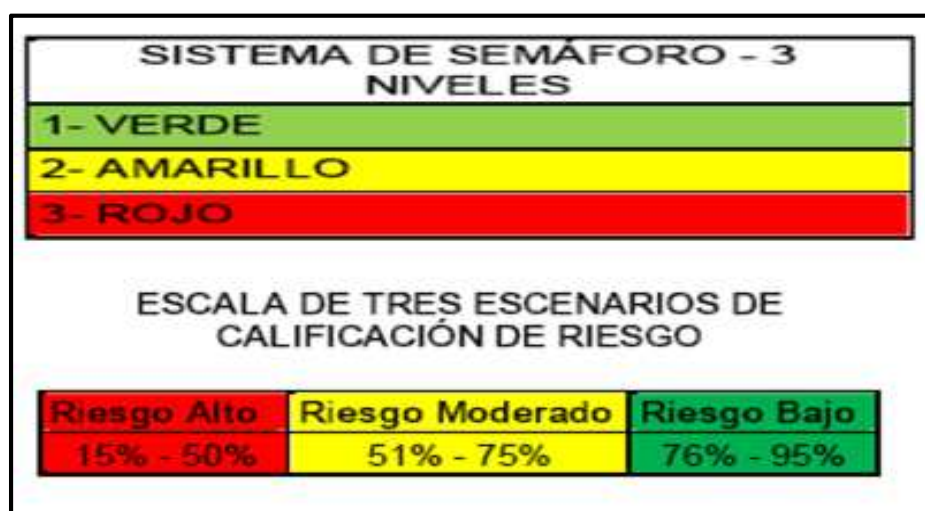 SISTEMA DE SEMÁFORO - 3
NIVELES
1- VERDE
2- AMARILLO
3- ROJO
ESCALA DE TRES ESCENARIOS DE
CALIFICACIÓN DE RIESGO
Riesgo Alto Riesgo Moderado Riesgo Bajo
15% - 50% 51% - 75% 76% - 95%